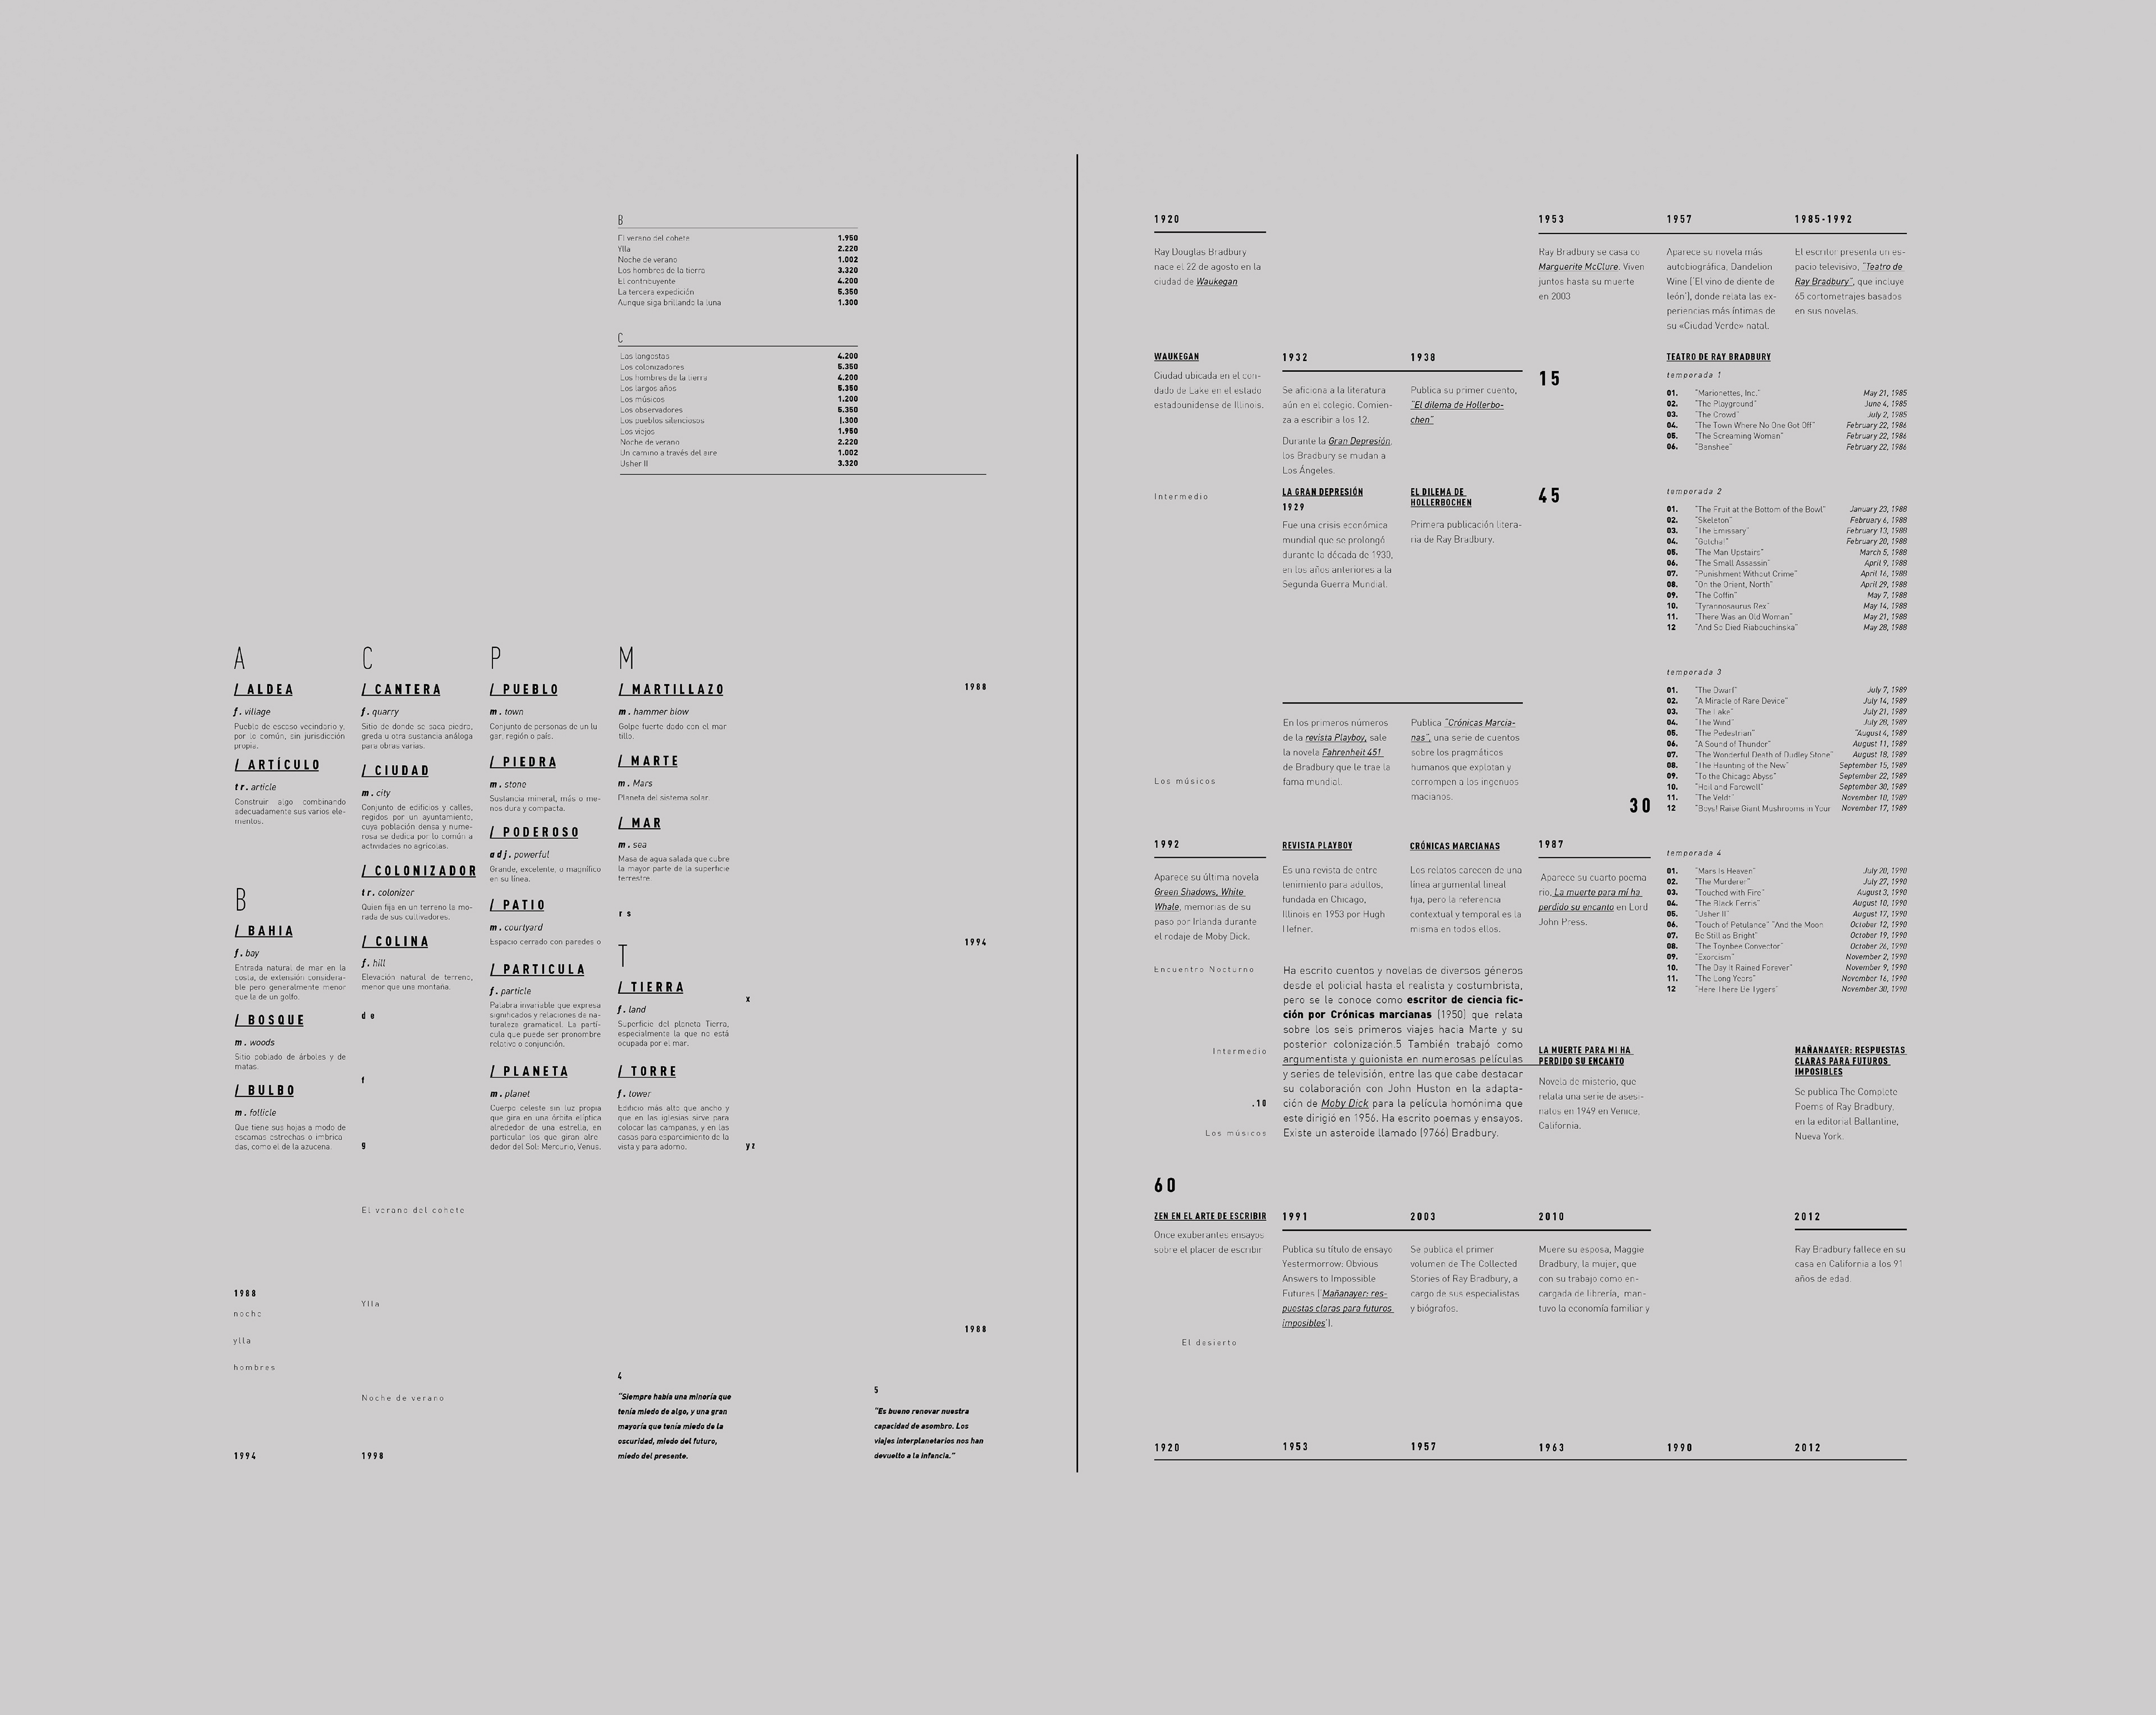 B
El verano del cohete 1.950
Ylla 2.220
Noche de verano 1.002
Los hombres de la tierra 3.320
El contribuyente 4.200
La tercera expedición 5.350
Aunque siga brillando la luna 1.300
C
Las langostas 4.200
Los colonizadores 5.350
Los hombres de la tierra 4.200
Los largos años 5.350
Los músicos 1.200
Los observadores 5.350
Los pueblos silenciosos |.300
Los viejos 1.950
Noche de verano 2.220
Un camino a través del aire 1.002
Usher II 3.320
A
/ ALDEA
f. village
Pueblo de escaso vecindario y,
por lo común, sin jurisdicción
propia.
/ ARTÍCULO
tr. article
Construir algo combinando
adecuadamente sus varios ele-
mentos.
B
/ BAHIA
f. bay
Entrada natural de mar en la
costa, de extensión considera-
ble pero generalmente menor
que la de un golfo.
/ BOSQUE
m. woods
Sitio poblado de árboles y de
matas.
/ BULBO
m. follicle
Que tiene sus hojas a modo de
escamas estrechas o imbrica
das, como el de la azucena.
C
/ CANTERA
f. quarry
Sitio de donde se saca piedra,
greda u otra sustancia análoga
para obras varias.
/ CIUDAD
m. city
Conjunto de edificios y calles,
regidos por un ayuntamiento,
cuya población densa y nume-
rosa se dedica por lo común a
actividades no agrícolas.
/ COLONIZADOR
tr. colonizer
Quien fija en un terreno la mo-
rada de sus cultivadores.
/ COLINA
f. hill
Elevación natural de terreno,
menor que una montaña.
d e
f
g
P
/ PUEBLO
m. town
Conjunto de personas de un lu
gar, región o país.
/ PIEDRA
m. stone
Sustancia mineral, más o me-
nos dura y compacta.
/ PODEROSO
adj. powerful
Grande, excelente, o magnífico
en su línea.
/ PATIO
m. courtyard
Espacio cerrado con paredes o
/ PARTICULA
f. particle
Palabra invariable que expresa
significados y relaciones de na-
turaleza gramatical. La partí-
cula que puede ser pronombre
relativo o conjunción.
/ PLANETA
m. planet
Cuerpo celeste sin luz propia
que gira en una órbita elíptica
alrededor de una estrella, en
particular los que giran alre
dedor del Sol: Mercurio, Venus.
M
/ MARTILLAZO
m. hammer blow
Golpe fuerte dado con el mar
tillo.
/ MARTE
m. Mars
Planeta del sistema solar.
/ MAR
m. sea
Masa de agua salada que cubre
la mayor parte de la superficie
terrestre.
r s
T
/ TIERRA
f. land
Superficie del planeta Tierra,
especialmente la que no está
ocupada por el mar.
/ TORRE
f. tower
Edificio más alto que ancho y
que en las iglesias sirve para
colocar las campanas, y en las
casas para esparcimiento de la
vista y para adorno.
x
y z
1988
1994
El verano del cohete
1988
noche
ylla
hombres
1994
Ylla
Noche de verano
1998
1988
4
“Siempre había una minoría que
tenía miedo de algo, y una gran
mayoría que tenía miedo de la
oscuridad, miedo del futuro,
miedo del presente.
5
“Es bueno renovar nuestra
capacidad de asombro. Los
viajes interplanetarios nos han
devuelto a la infancia.”
1920
Ray Douglas Bradbury
nace el 22 de agosto en la
ciudad de Waukegan
1953
Ray Bradbury se casa co
Marguerite McClure. Viven
juntos hasta su muerte
en 2003
1957
Aparece su novela más
autobiográfica, Dandelion
Wine ['El vino de diente de
león'], donde relata las ex-
periencias más íntimas de
su «Ciudad Verde» natal.
1985-1992
El escritor presenta un es-
pacio televisivo, “Teatro de
Ray Bradbury”, que incluye
65 cortometrajes basados
en sus novelas.
WAUKEGAN
Ciudad ubicada en el con-
dado de Lake en el estado
estadounidense de Illinois.
1932
Se aficiona a la literatura
aún en el colegio. Comien-
za a escribir a los 12.
Durante la Gran Depresión,
los Bradbury se mudan a
Los Ángeles.
1938
Publica su primer cuento,
“El dilema de Hollerbo-
chen”
15
Intermedio
LA GRAN DEPRESIÓN
1929
Fue una crisis económica
mundial que se prolongó
durante la década de 1930,
en los años anteriores a la
Segunda Guerra Mundial.
EL DILEMA DE
HOLLERBOCHEN
Primera publicación litera-
ria de Ray Bradbury.
45
TEATRO DE RAY BRADBURY
temporada 1
01. “Marionettes, Inc.” May 21, 1985
02. “The Playground” June 4, 1985
03. “The Crowd” July 2, 1985
04. “The Town Where No One Got Off” February 22, 1986
05. “The Screaming Woman” February 22, 1986
06. “Banshee” February 22, 1986
temporada 2
01. “The Fruit at the Bottom of the Bowl” January 23, 1988
02. “Skeleton” February 6, 1988
03. “The Emissary” February 13, 1988
04. “Gotcha!” February 20, 1988
05. “The Man Upstairs” March 5, 1988
06. “The Small Assassin” April 9, 1988
07. “Punishment Without Crime” April 16, 1988
08. “On the Orient, North” April 29, 1988
09. “The Coffin” May 7, 1988
10. “Tyrannosaurus Rex” May 14, 1988
11. “There Was an Old Woman” May 21, 1988
12 “And So Died Riabouchinska” May 28, 1988
temporada 3
01. “The Dwarf” July 7, 1989
02. “A Miracle of Rare Device” July 14, 1989
03. “The Lake” July 21, 1989
04. “The Wind” July 28, 1989
05. “The Pedestrian” “August 4, 1989
06. “A Sound of Thunder” August 11, 1989
07. “The Wonderful Death of Dudley Stone” August 18, 1989
08. “The Haunting of the New” September 15, 1989
09. “To the Chicago Abyss” September 22, 1989
10. “Hail and Farewell” September 30, 1989
11. “The Veldt” November 10, 1989
12 “Boys! Raise Giant Mushrooms in Your November 17, 1989
Los músicos
En los primeros números
de la revista Playboy, sale
la novela Fahrenheit 451
de Bradbury que le trae la
fama mundial.
Publica “Crónicas Marcia-
nas”, una serie de cuentos
sobre los pragmáticos
humanos que explotan y
corrompen a los ingenuos
macianos.
30
1992
Aparece su última novela
Green Shadows, White
Whale, memorias de su
paso por Irlanda durante
el rodaje de Moby Dick.
REVISTA PLAYBOY
Es una revista de entre
tenimiento para adultos,
fundada en Chicago,
Illinois en 1953 por Hugh
Hefner.
CRÓNICAS MARCIANAS
Los relatos carecen de una
línea argumental lineal
fija, pero la referencia
contextual y temporal es la
misma en todos ellos.
1987
Aparece su cuarto poema
rio, La muerte para mí ha
perdido su encanto en Lord
John Press.
temporada 4
01. “Mars Is Heaven” July 20, 1990
02. “The Murderer” July 27, 1990
03. “Touched with Fire” August 3, 1990
04. “The Black Ferris” August 10, 1990
05. “Usher II” August 17, 1990
06. “Touch of Petulance” “And the Moon October 12, 1990
07. Be Still as Bright” October 19, 1990
08. “The Toynbee Convector” October 26, 1990
09. “Exorcism” November 2, 1990
10. “The Day It Rained Forever” November 9, 1990
11. “The Long Years” November 16, 1990
12 “Here There Be Tygers” November 30, 1990
Encuentro Nocturno
Intermedio
.10
Los músicos
Ha escrito cuentos y novelas de diversos géneros
desde el policial hasta el realista y costumbrista,
pero se le conoce como escritor de ciencia fic-
ción por Crónicas marcianas (1950) que relata
sobre los seis primeros viajes hacia Marte y su
posterior colonización.5 También trabajó como
argumentista y guionista en numerosas películas
y series de televisión, entre las que cabe destacar
su colaboración con John Huston en la adapta-
ción de Moby Dick para la película homónima que
este dirigió en 1956. Ha escrito poemas y ensayos.
Existe un asteroide llamado (9766) Bradbury.
LA MUERTE PARA MI HA
PERDIDO SU ENCANTO
Novela de misterio, que
relata una serie de asesi-
natos en 1949 en Venice,
California.
MAÑANAAYER: RESPUESTAS
CLARAS PARA FUTUROS
IMPOSIBLES
Se publica The Complete
Poems of Ray Bradbury,
en la editorial Ballantine,
Nueva York.
60
ZEN EN EL ARTE DE ESCRIBIR
Once exuberantes ensayos
sobre el placer de escribir
El desierto
1991
Publica su título de ensayo
Yestermorrow: Obvious
Answers to Impossible
Futures ['Mañanayer: res-
puestas claras para futuros
imposibles'].
2003
Se publica el primer
volumen de The Collected
Stories of Ray Bradbury, a
cargo de sus especialistas
y biógrafos.
2010
Muere su esposa, Maggie
Bradbury, la mujer, que
con su trabajo como en-
cargada de librería, man-
tuvo la economía familiar y
2012
Ray Bradbury fallece en su
casa en California a los 91
años de edad.
1920 1953 1957 1963 1990 2012